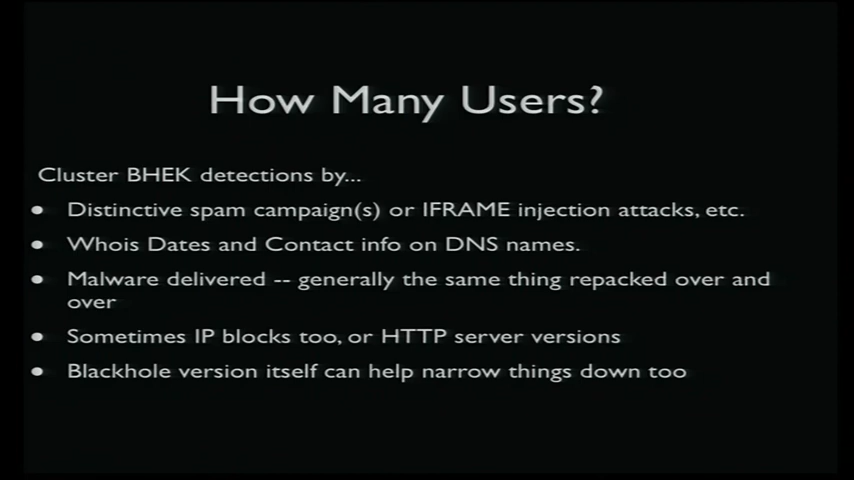 How Many Users?
Cluster BHEK detections by...
● Distinctive spam campaign(s) or IFRAME injection attacks, etc.
● Whois Dates and Contact info on DNS names.
● Malware delivered -- generally the same thing repacked over and
over
● Sometimes IP blocks too, or HTTP server versions
● Blackhole version itself can help narrow things down too